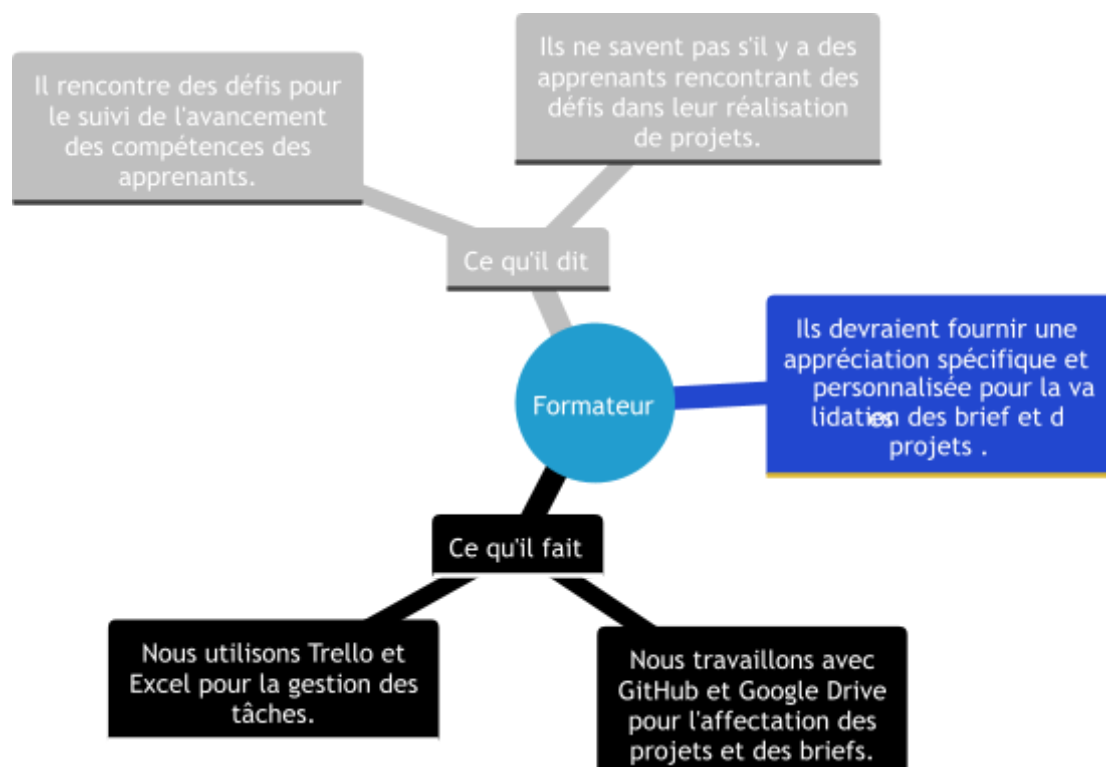 Ils ne savent pas s'il y a des
apprenants rencontrant des
défis dans leur réalisation
de projets.
Il rencontre des défis pour
le suivi de l'avancement
des compétences des
apprenants.
Ce qu'il dit
Ils devraient fournir une
appréciation spécifique et
personnalisée pour la va
lidation des brief et d
es
projets .
Formateur
Ce qu'il fait
Nous utilisons Trello et
Excel pour la gestion des
tâches.
Nous travaillons avec
GitHub et Google Drive
pour l'affectation des
projets et des briefs.